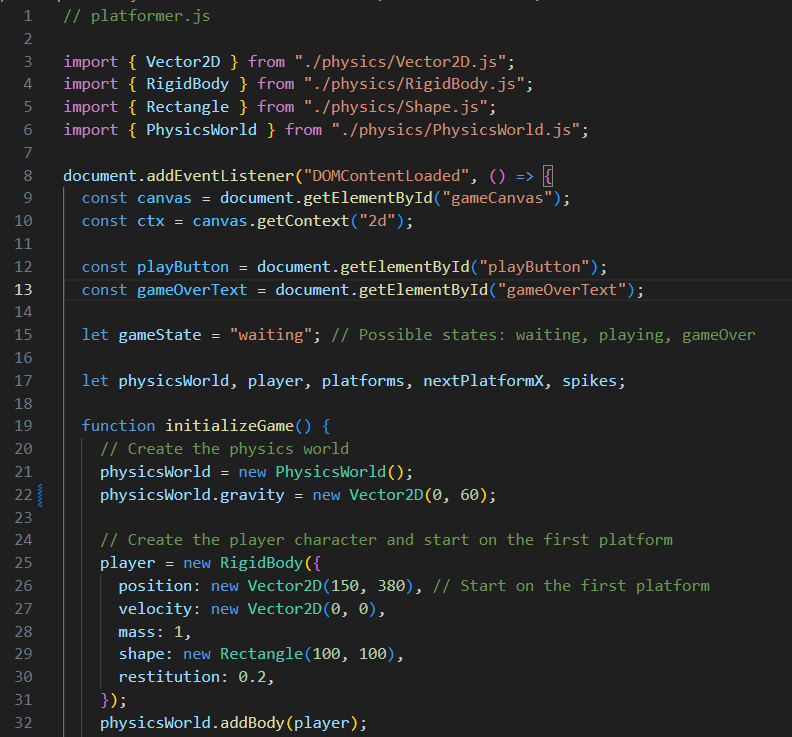 1 // platformer.js
2
3 import { Vector2D } from "./physics/Vector2D.js";
4 import { RigidBody } from "./physics/RigidBody.js";
5 import { Rectangle } from "./physics/Shape.js";
6 import { PhysicsWorld } from "./physics/PhysicsWorld.js";
7
8 document.addEventListener("DOMContentLoaded", () => {
9   const canvas = document.getElementById("gameCanvas");
10   const ctx = canvas.getContext("2d");
11
12   const playButton = document.getElementById("playButton");
13   const gameOverText = document.getElementById("gameOverText");
14
15   let gameState = "waiting"; // Possible states: waiting, playing, gameOver
16
17   let physicsWorld, player, platforms, nextPlatformX, spikes;
18
19   function initializeGame() {
20     // Create the physics world
21     physicsWorld = new PhysicsWorld();
22     physicsWorld.gravity = new Vector2D(0, 60);
23
24     // Create the player character and start on the first platform
25     player = new RigidBody({
26       position: new Vector2D(150, 380), // Start on the first platform
27       velocity: new Vector2D(0, 0),
28       mass: 1,
29       shape: new Rectangle(100, 100),
30       restitution: 0.2,
31     });
32     physicsWorld.addBody(player);